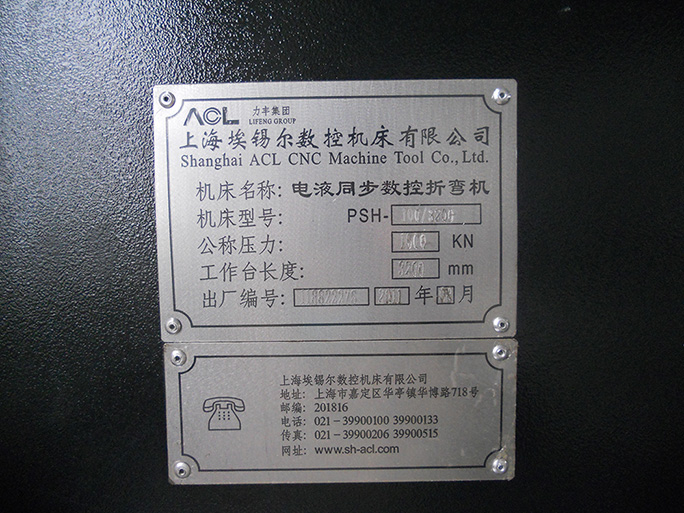 ACL 力丰集团
LIFENG GROUP
上海埃锡尔数控机床有限公司
Shanghai ACL CNC Machine Tool Co., Ltd.
机床名称: 电液同步数控折弯机
机床型号: PSH-100/3200
公称压力: KN
工作台长度: 3200 mm
出厂编号: 2011 年 月
上海埃锡尔数控机床有限公司
地址: 上海市嘉定区华亭镇华博路718号
邮编: 201816
电话: 021-39900100 39900133
传真: 021-39900206 39900515
网址: www.sh-acl.com